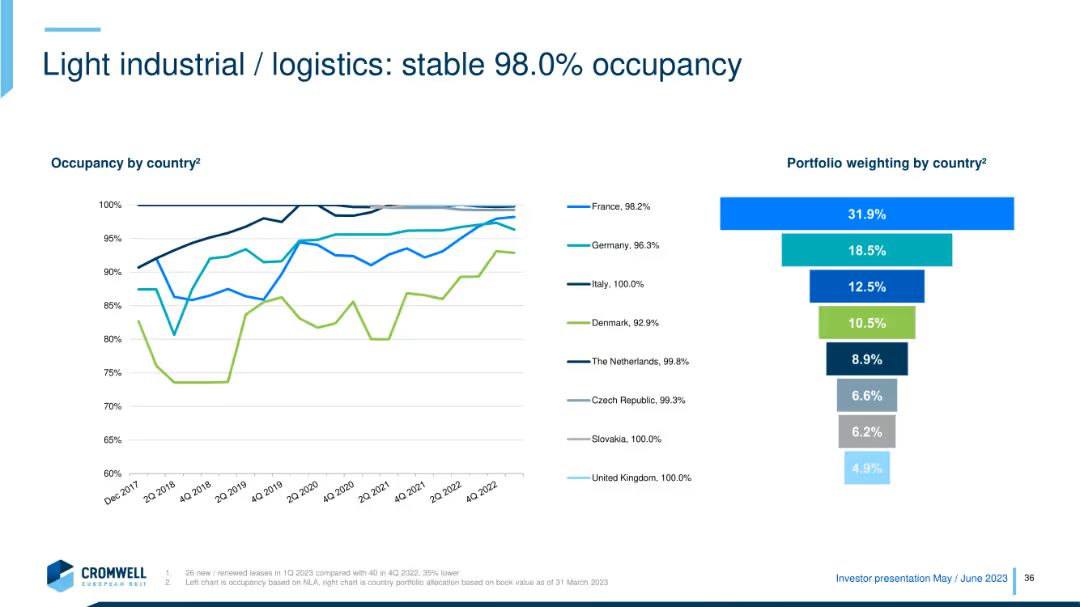 Light industrial / logistics: stable 98.0% occupancy
Occupancy by country²
100%
95%
90%
85%
80%
75%
70%
65%
60%
Dec 2017
2Q 2018
4Q 2018
2Q 2019
4Q 2019
2Q 2020
4Q 2020
2Q 2021
4Q 2021
2Q 2022
4Q 2022
France, 98.2%
Germany, 96.3%
Italy, 100.0%
Denmark, 92.9%
The Netherlands, 99.8%
Czech Republic, 99.3%
Slovakia, 100.0%
United Kingdom, 100.0%
Portfolio weighting by country²
31.9%
18.5%
12.5%
10.5%
8.9%
6.6%
6.2%
4.9%
CROMWELL
EUROPEAN REIT
1. 26 new / renewed leases in 1Q 2023 compared with 40 in 4Q 2022, 35% lower
2. Left chart is occupancy based on NLA, right chart is country portfolio allocation based on book value as of 31 March 2023
Investor presentation May / June 2023
36